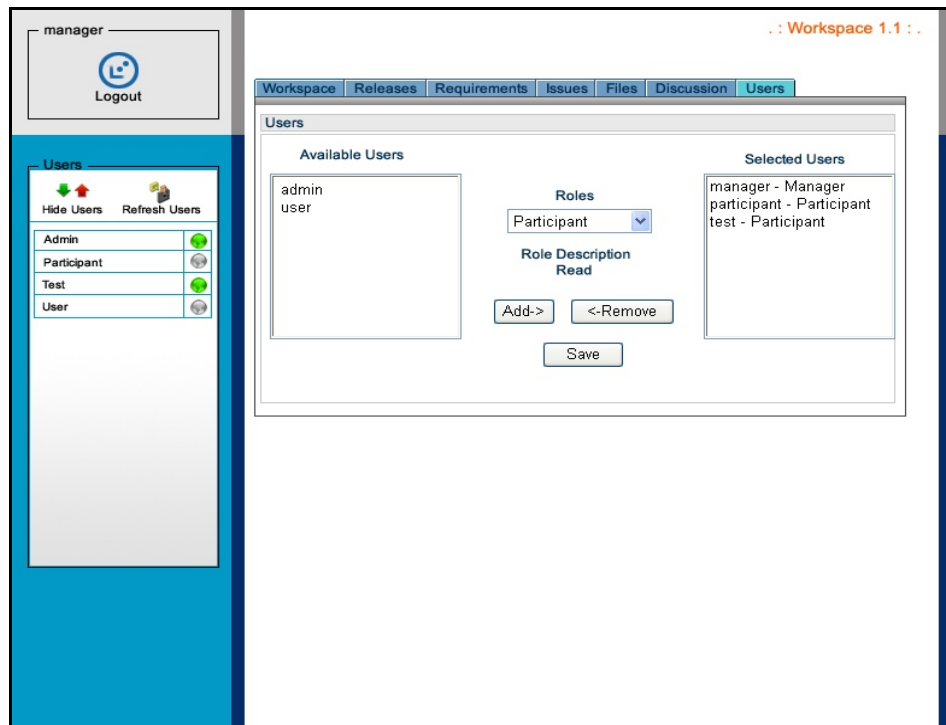 manager
Logout
. : Workspace 1.1 : .
Workspace Releases Requirements Issues Files Discussion Users
Users
Hide Users Refresh Users
Admin
Participant
Test
User
Users
Available Users
admin
user
Roles
Participant
Role Description
Read
Add-> <-Remove
Save
Selected Users
manager - Manager
participant - Participant
test - Participant